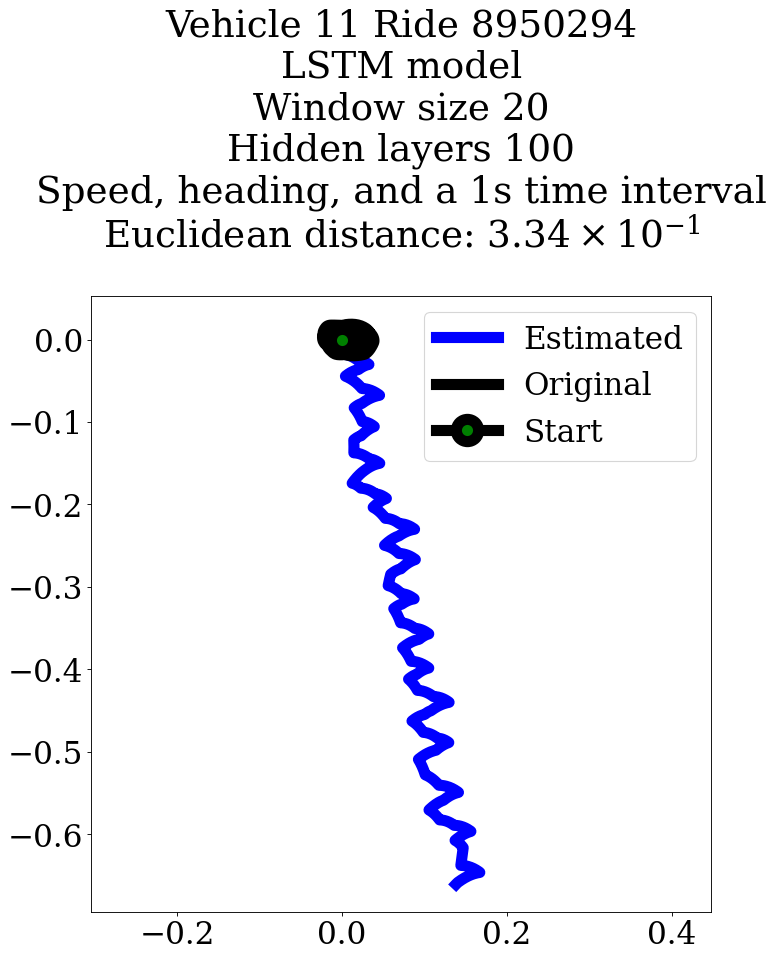 Vehicle 11 Ride 8950294
LSTM model
Window size 20
Hidden layers 100
Speed, heading, and a 1s time interval
Euclidean distance: 3.34 × 10⁻¹
Estimated
Original
Start
0.0
−0.1
−0.2
−0.3
−0.4
−0.5
−0.6
−0.2 0.0 0.2 0.4